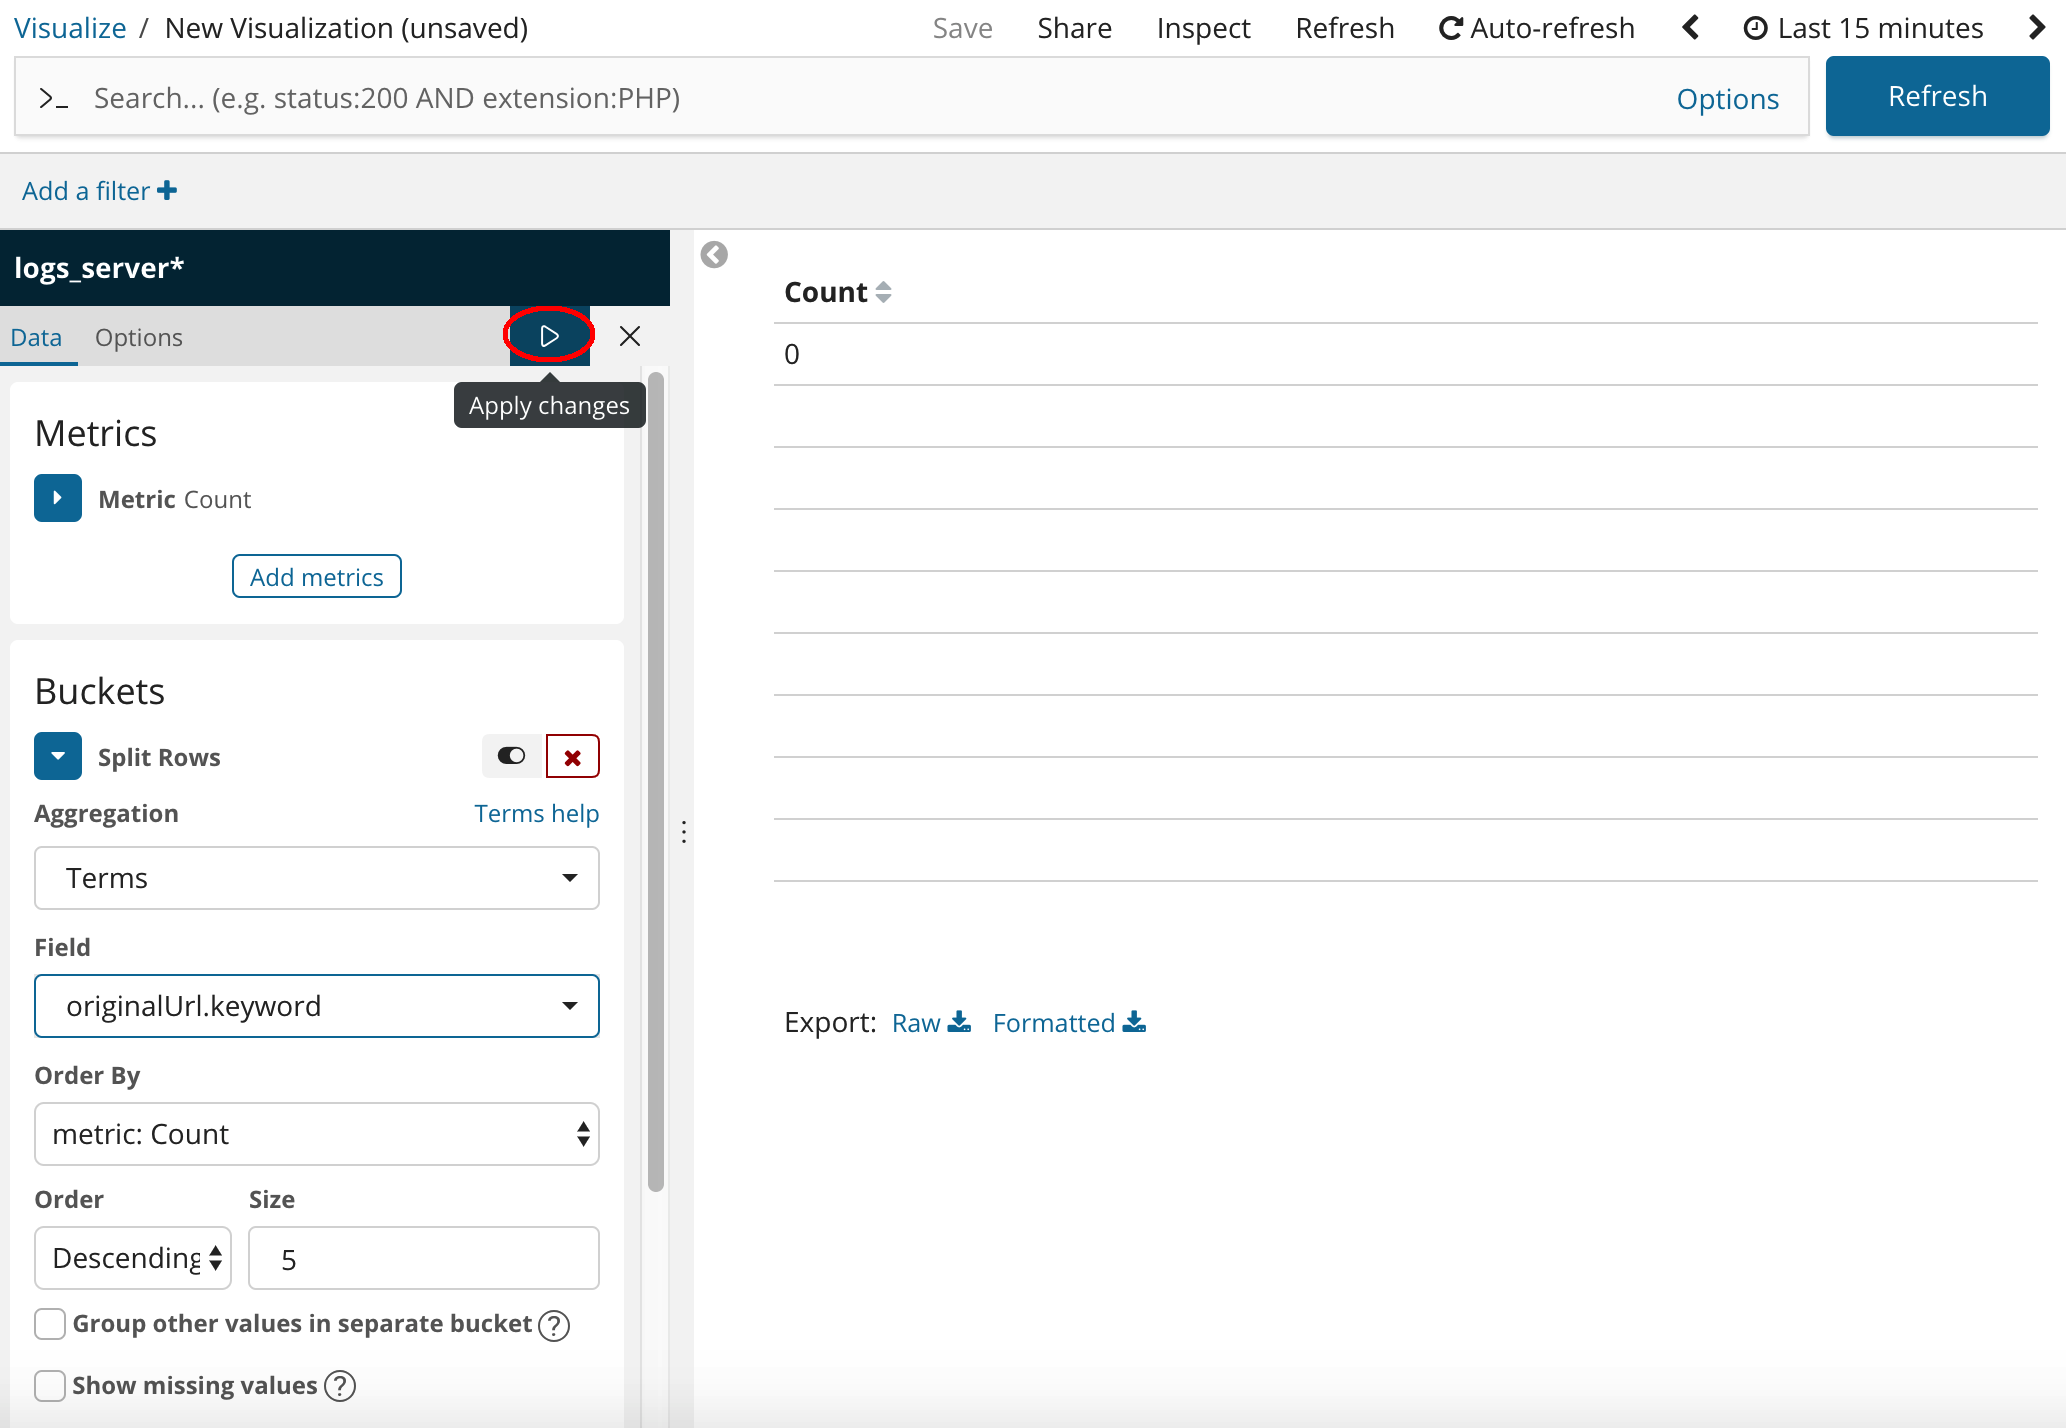 Visualize / New Visualization (unsaved) Save Share Inspect Refresh Auto-refresh Last 15 minutes
>_ Search... (e.g. status:200 AND extension:PHP) Options Refresh
Add a filter
logs_server*
Data Options
Apply changes
Metrics
Metric Count
Add metrics
Buckets
Split Rows
Aggregation Terms help
Terms
Field
originalUrl.keyword
Order By
metric: Count
Order Size
Descending 5
Group other values in separate bucket ?
Show missing values ?
Count
0
Export: Raw Formatted